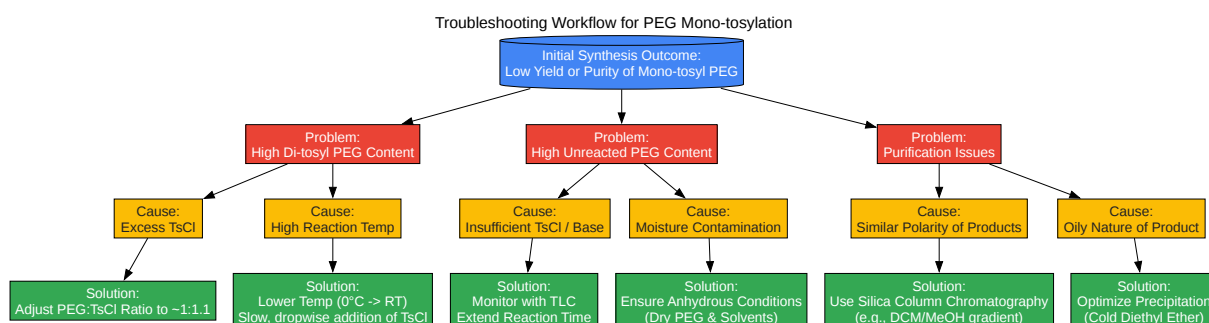 Troubleshooting Workflow for PEG Mono-tosylation
Initial Synthesis Outcome:
Low Yield or Purity of Mono-tosyl PEG
Problem:
High Di-tosyl PEG Content
Problem:
High Unreacted PEG Content
Problem:
Purification Issues
Cause:
Excess TsCl
Cause:
High Reaction Temp
Cause:
Insufficient TsCl / Base
Cause:
Moisture Contamination
Cause:
Similar Polarity of Products
Cause:
Oily Nature of Product
Solution:
Adjust PEG:TsCl Ratio to ~1:1.1
Solution:
Lower Temp (0°C -> RT)
Slow, dropwise addition of TsCl
Solution:
Monitor with TLC
Extend Reaction Time
Solution:
Ensure Anhydrous Conditions
(Dry PEG & Solvents)
Solution:
Use Silica Column Chromatography
(e.g., DCM/MeOH gradient)
Solution:
Optimize Precipitation
(Cold Diethyl Ether)